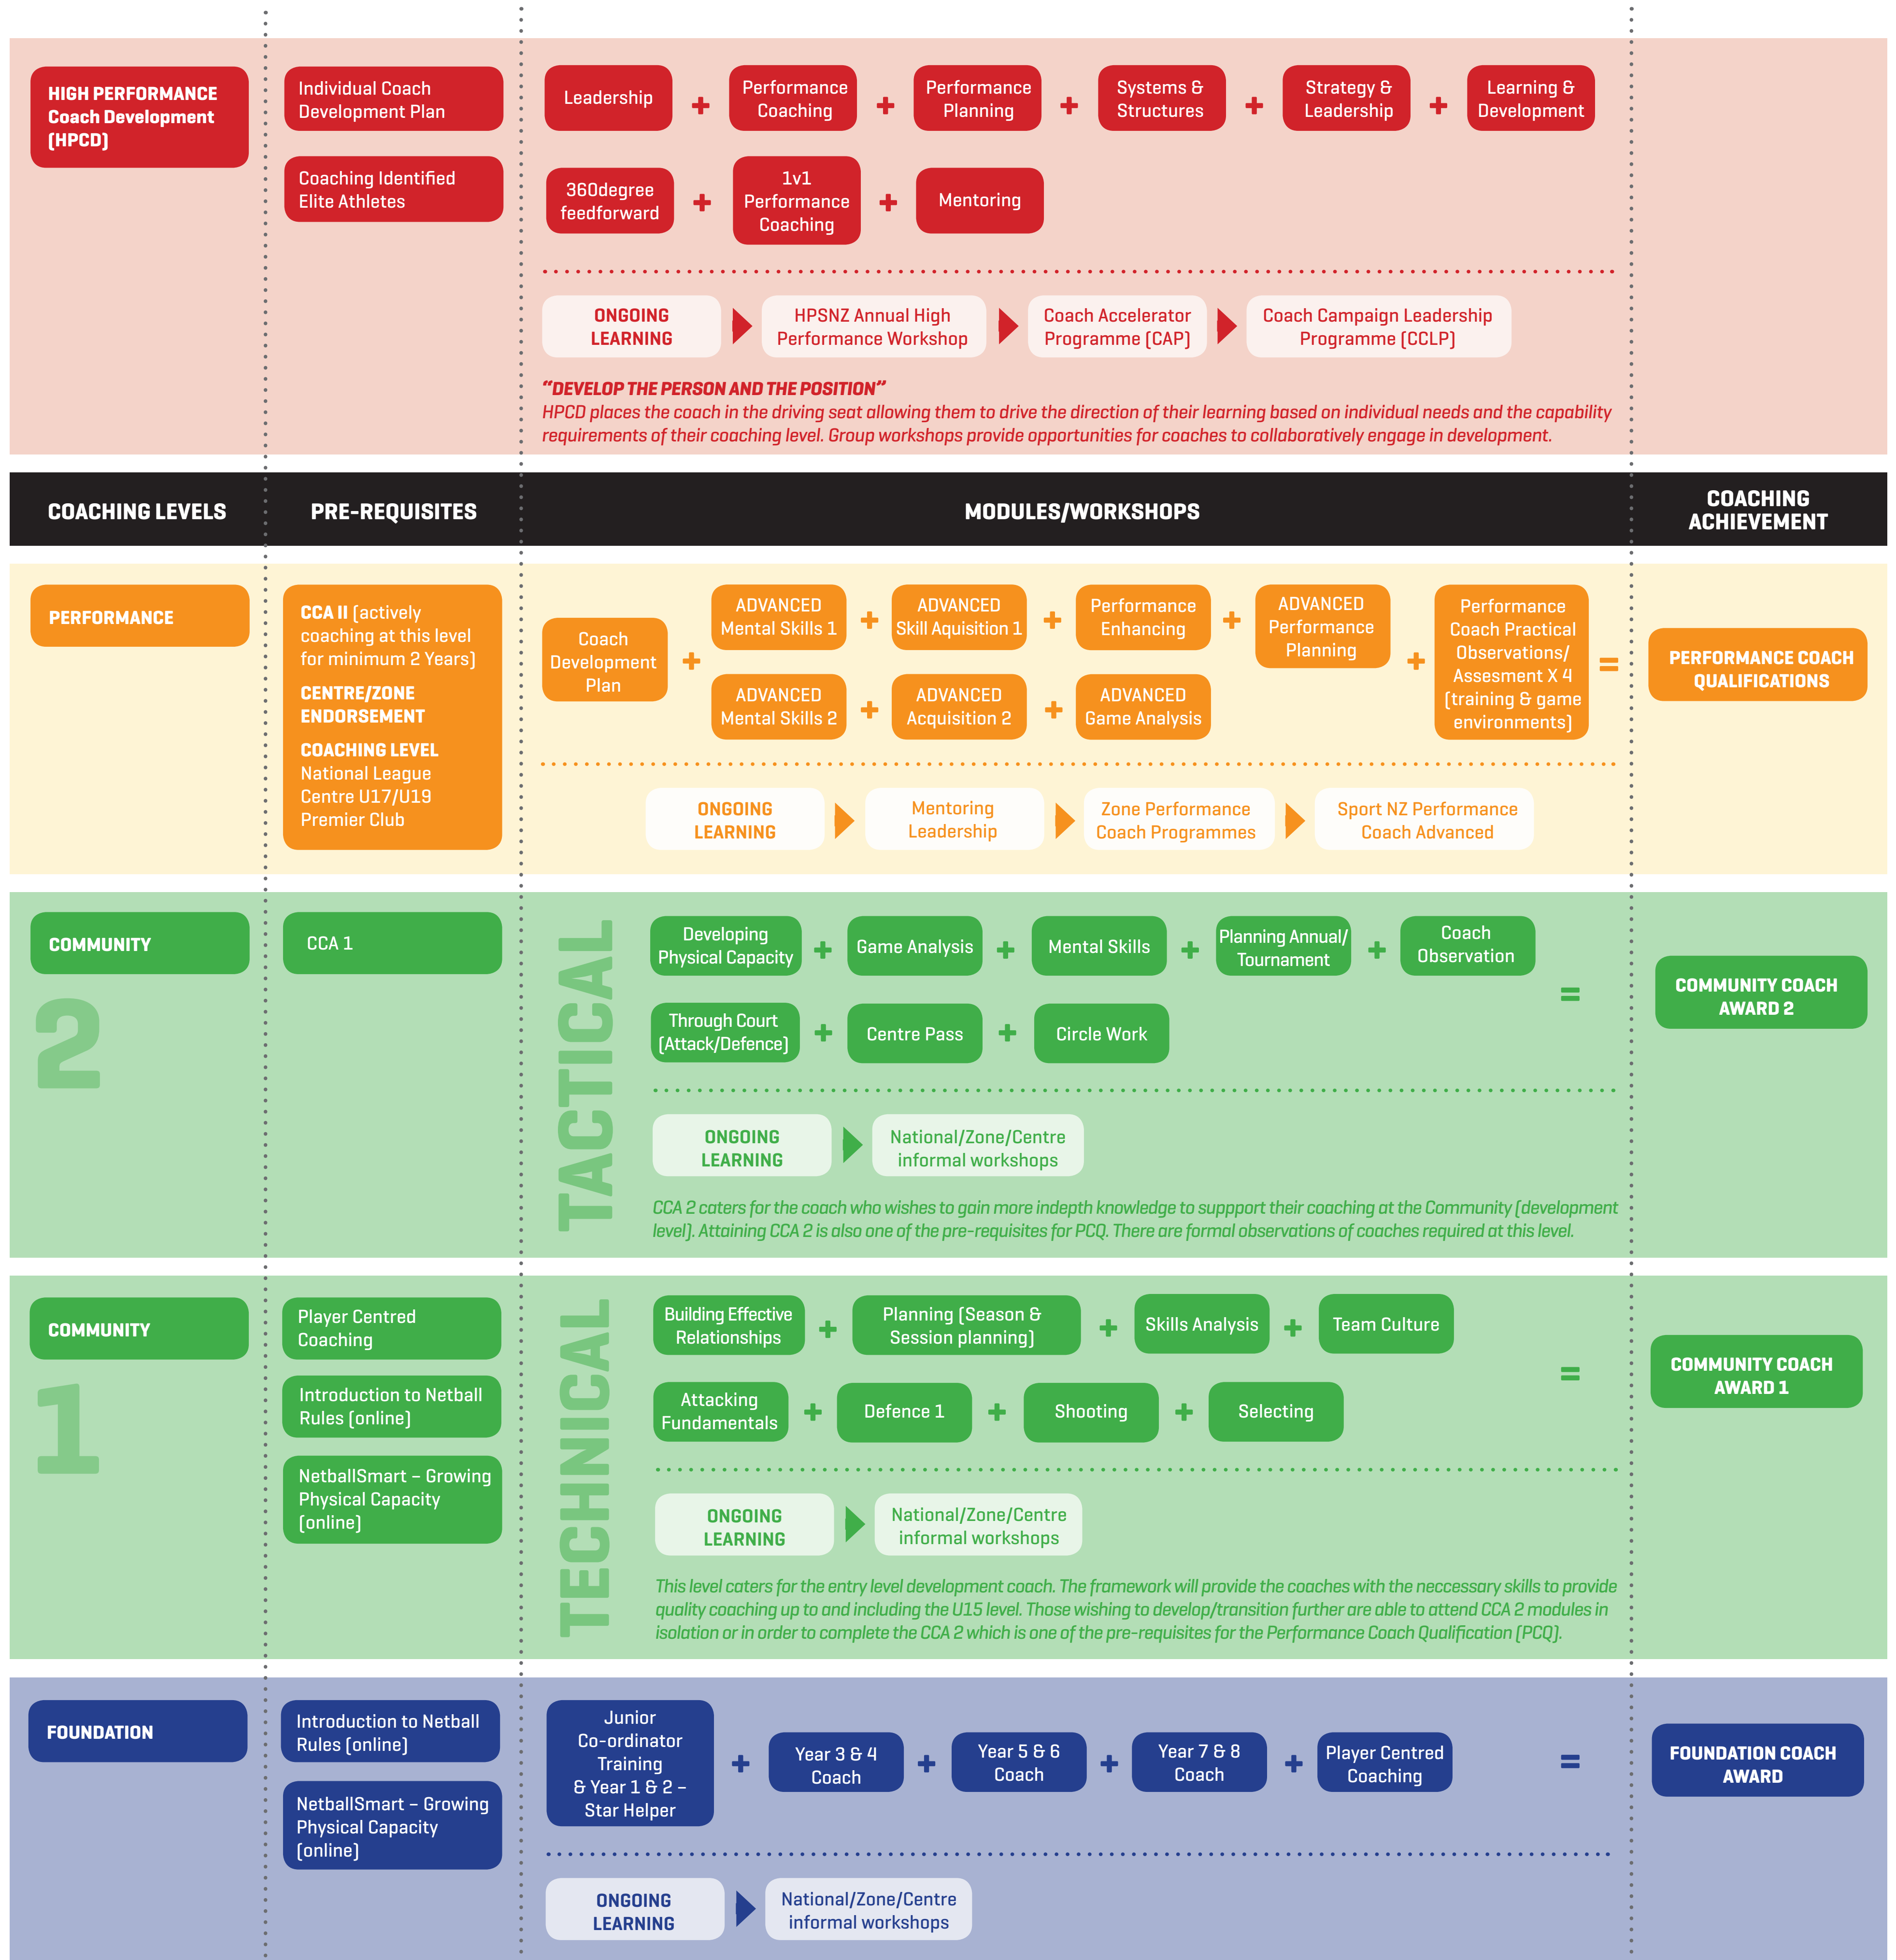 HIGH PERFORMANCE
Coach Development
(HPCD)
Individual Coach
Development Plan
Coaching Identified
Elite Athletes
Leadership
+
Performance
Coaching
+
Performance
Planning
+
Systems &
Structures
+
Strategy &
Leadership
+
Learning &
Development
360degree
feedforward
+
1v1
Performance
Coaching
+
Mentoring
ONGOING
LEARNING
HPSNZ Annual High
Performance Workshop
Coach Accelerator
Programme (CAP)
Coach Campaign Leadership
Programme (CCLP)
“DEVELOP THE PERSON AND THE POSITION”
HPCD places the coach in the driving seat allowing them to drive the direction of their learning based on individual needs and the capability
requirements of their coaching level. Group workshops provide opportunities for coaches to collaboratively engage in development.
COACHING LEVELS
PRE-REQUISITES
MODULES/WORKSHOPS
COACHING
ACHIEVEMENT
PERFORMANCE
CCA II (actively
coaching at this level
for minimum 2 Years)
CENTRE/ZONE
ENDORSEMENT
COACHING LEVEL
National League
Centre U17/U19
Premier Club
Coach
Development
Plan
+
ADVANCED
Mental Skills 1
+
ADVANCED
Skill Aquisition 1
+
Performance
Enhancing
+
ADVANCED
Performance
Planning
ADVANCED
Mental Skills 2
+
ADVANCED
Acquisition 2
+
ADVANCED
Game Analysis
+
Performance
Coach Practical
Observations/
Assesment X 4
(training & game
environments)
=
PERFORMANCE COACH
QUALIFICATIONS
ONGOING
LEARNING
Mentoring
Leadership
Zone Performance
Coach Programmes
Sport NZ Performance
Coach Advanced
COMMUNITY
2
CCA 1
TACTICAL
Developing
Physical Capacity
+
Game Analysis
+
Mental Skills
+
Planning Annual/
Tournament
+
Coach
Observation
Through Court
(Attack/Defence)
+
Centre Pass
+
Circle Work
=
COMMUNITY COACH
AWARD 2
ONGOING
LEARNING
National/Zone/Centre
informal workshops
CCA 2 caters for the coach who wishes to gain more indepth knowledge to suppport their coaching at the Community (development
level). Attaining CCA 2 is also one of the pre-requisites for PCQ. There are formal observations of coaches required at this level.
COMMUNITY
1
Player Centred
Coaching
Introduction to Netball
Rules (online)
NetballSmart – Growing
Physical Capacity
(online)
TECHNICAL
Building Effective
Relationships
+
Planning (Season &
Session planning)
+
Skills Analysis
+
Team Culture
Attacking
Fundamentals
+
Defence 1
+
Shooting
+
Selecting
=
COMMUNITY COACH
AWARD 1
ONGOING
LEARNING
National/Zone/Centre
informal workshops
This level caters for the entry level development coach. The framework will provide the coaches with the neccessary skills to provide
quality coaching up to and including the U15 level. Those wishing to develop/transition further are able to attend CCA 2 modules in
isolation or in order to complete the CCA 2 which is one of the pre-requisites for the Performance Coach Qualification (PCQ).
FOUNDATION
Introduction to Netball
Rules (online)
NetballSmart – Growing
Physical Capacity
(online)
Junior
Co-ordinator
Training
& Year 1 & 2 –
Star Helper
+
Year 3 & 4
Coach
+
Year 5 & 6
Coach
+
Year 7 & 8
Coach
+
Player Centred
Coaching
=
FOUNDATION COACH
AWARD
ONGOING
LEARNING
National/Zone/Centre
informal workshops